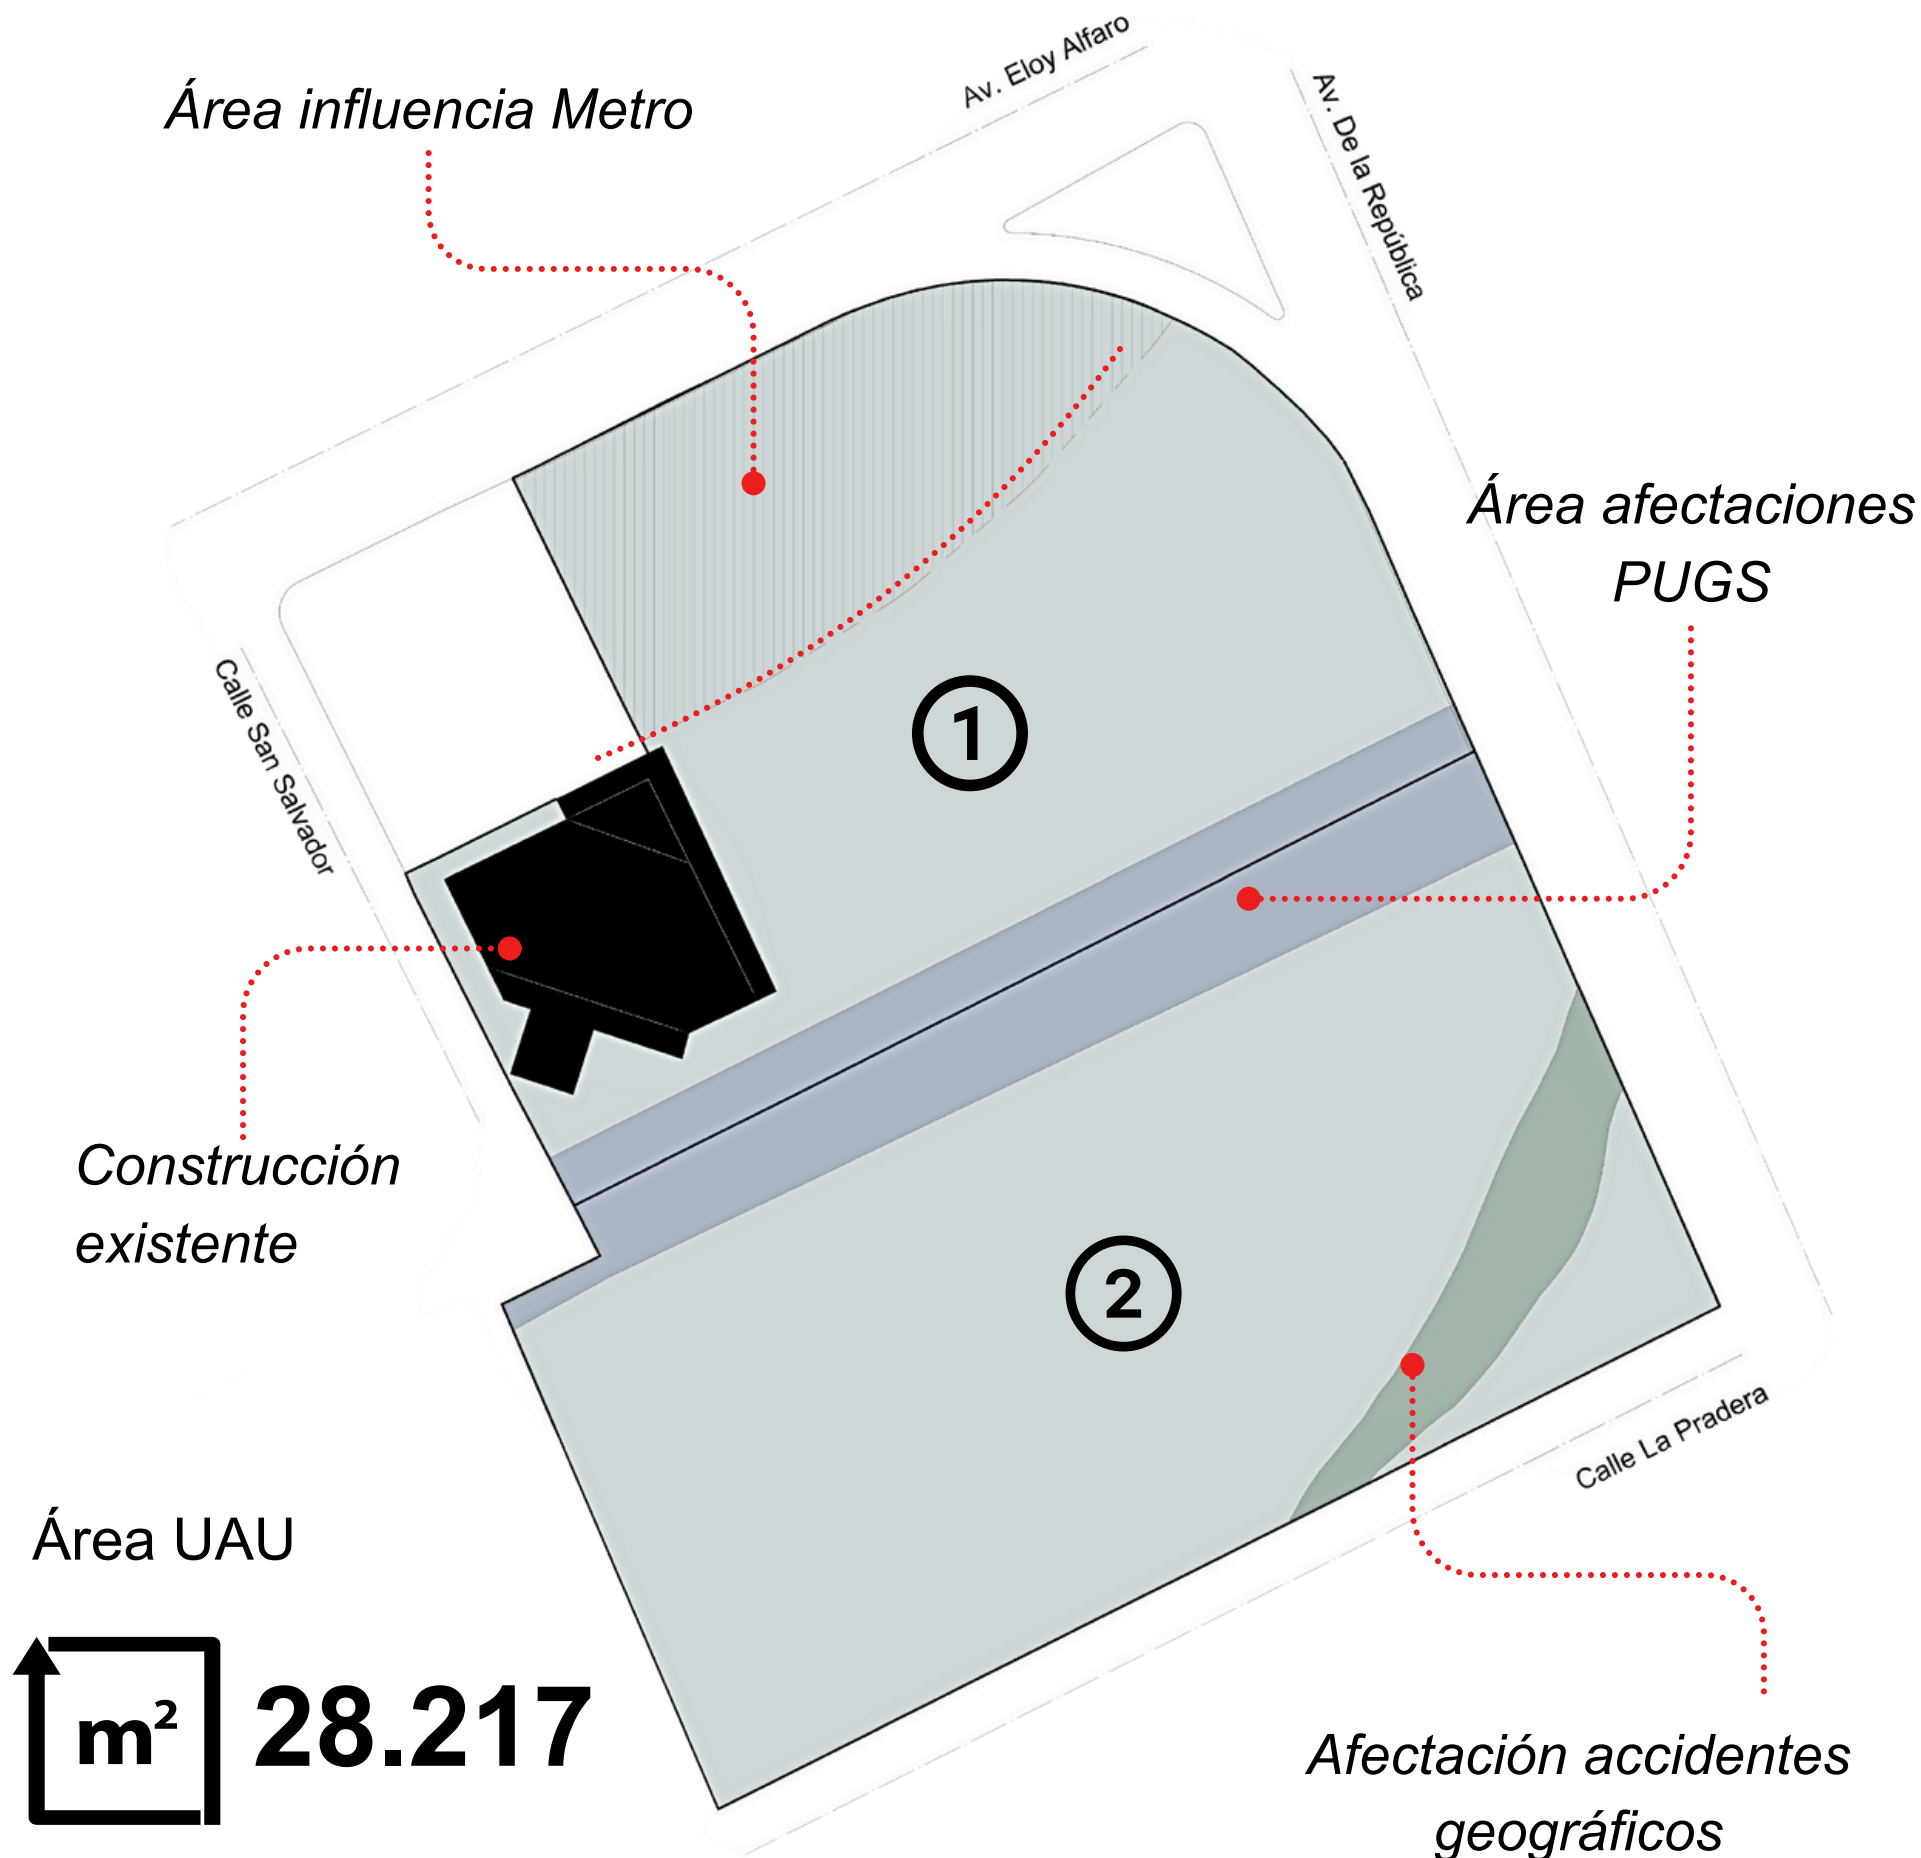 Av. Eloy Alfaro
Área influencia Metro
Av. De la República
Área afectaciones
PUGS
Calle San Salvador
1
Construcción
existente
2
Calle La Pradera
Área UAU
m²
28.217
Afectación accidentes
geográficos